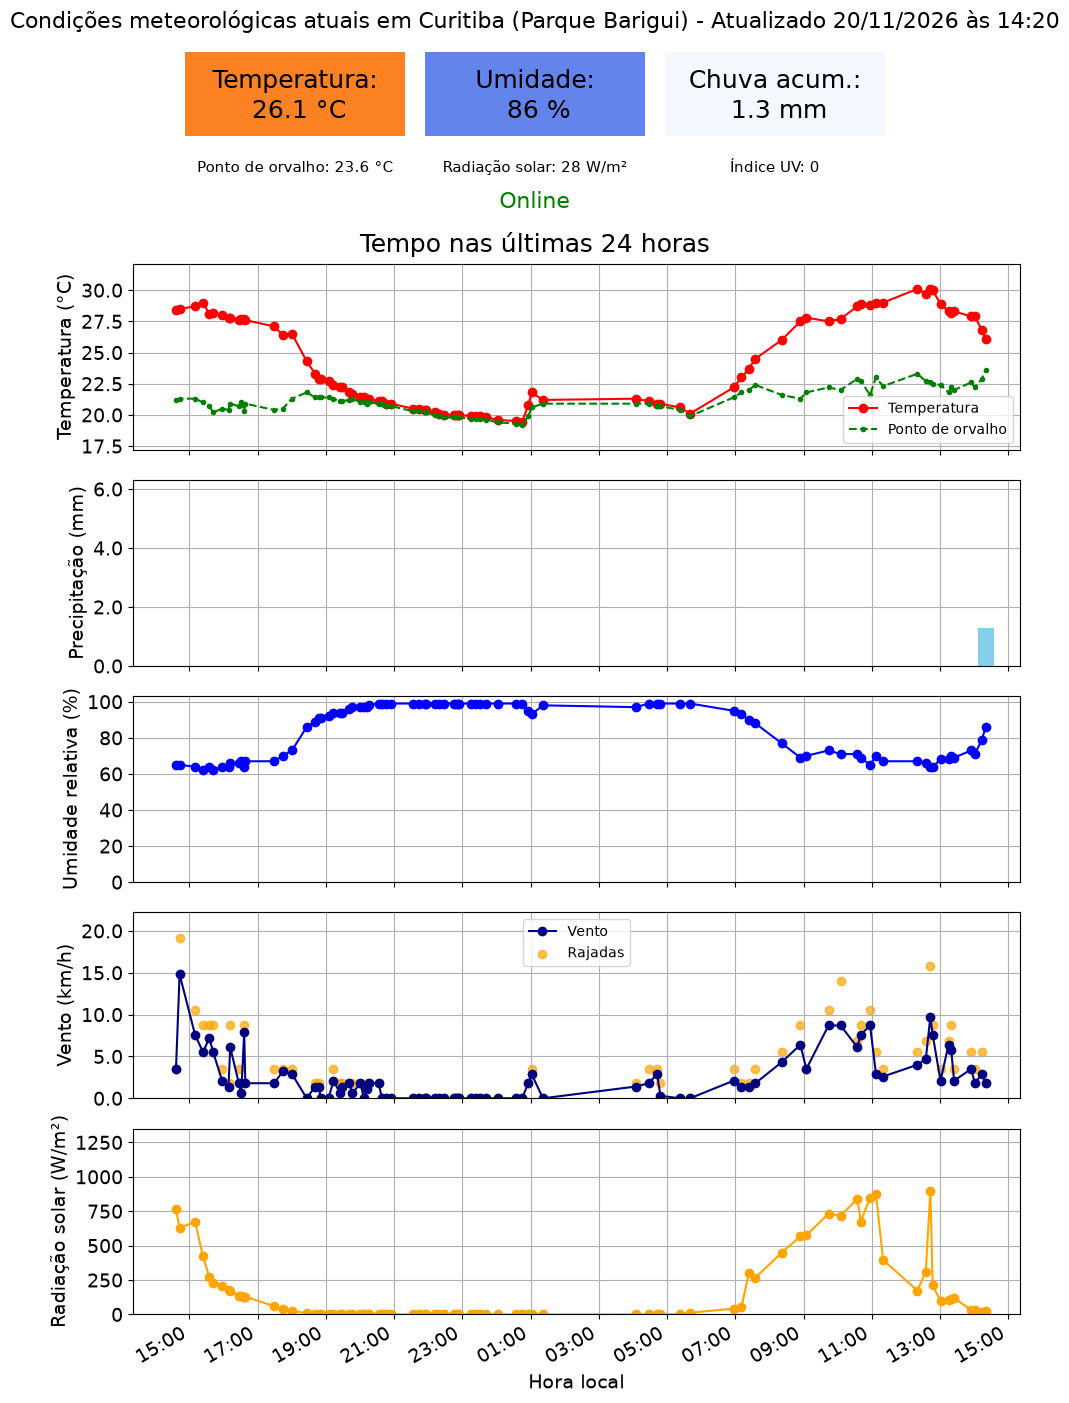 Condições meteorológicas atuais em Curitiba (Parque Barigui) - Atualizado 20/11/2026 às 14:20
Temperatura:
26.1 °C
Umidade:
86 %
Chuva acum.:
1.3 mm
Ponto de orvalho: 23.6 °C
Radiação solar: 28 W/m²
Índice UV: 0
Online
Tempo nas últimas 24 horas
Temperatura (°C)
30.0
27.5
25.0
22.5
20.0
17.5
Temperatura
Ponto de orvalho
Precipitação (mm)
6.0
4.0
2.0
0.0
Umidade relativa (%)
100
80
60
40
20
0
Vento (km/h)
20.0
15.0
10.0
5.0
0.0
Vento
Rajadas
Radiação solar (W/m²)
1250
1000
750
500
250
0
15:00
17:00
19:00
21:00
23:00
01:00
03:00
05:00
07:00
09:00
11:00
13:00
15:00
Hora local